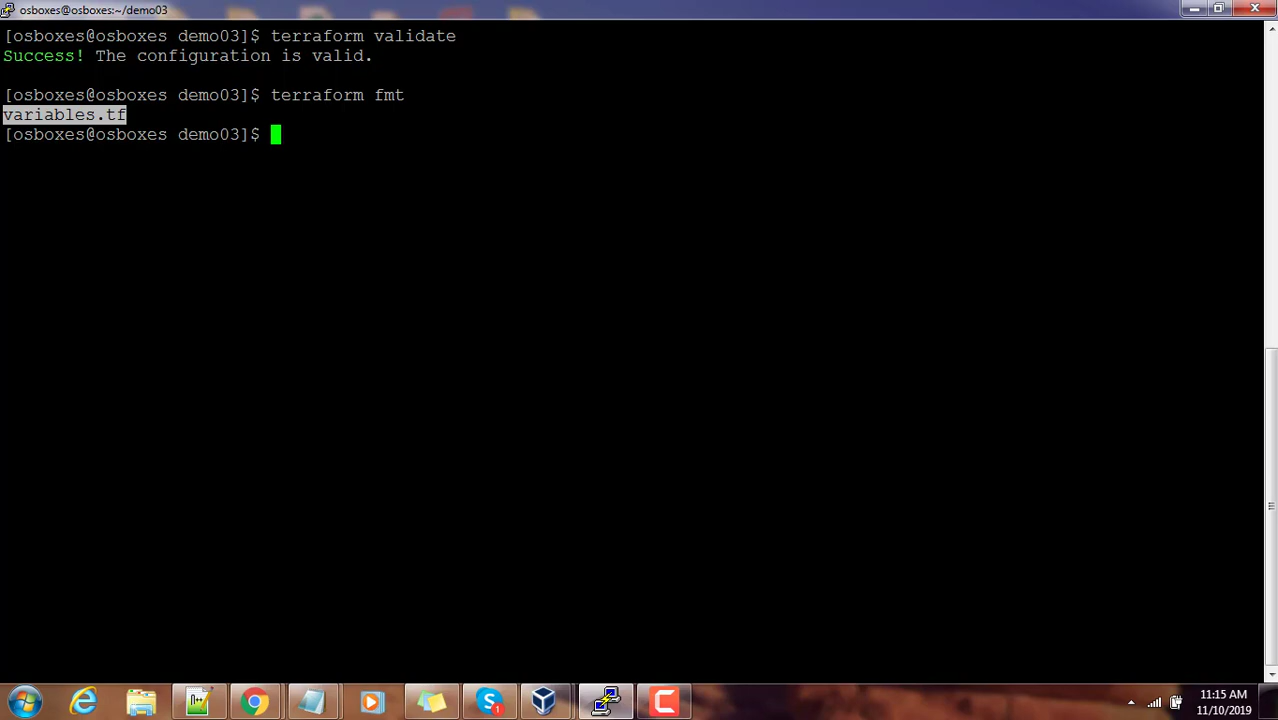 osboxes@osboxes:~/demo03
[osboxes@osboxes demo03]$ terraform validate
Success! The configuration is valid.
[osboxes@osboxes demo03]$ terraform fmt
variables.tf
[osboxes@osboxes demo03]$
1
11:15 AM
11/10/2019